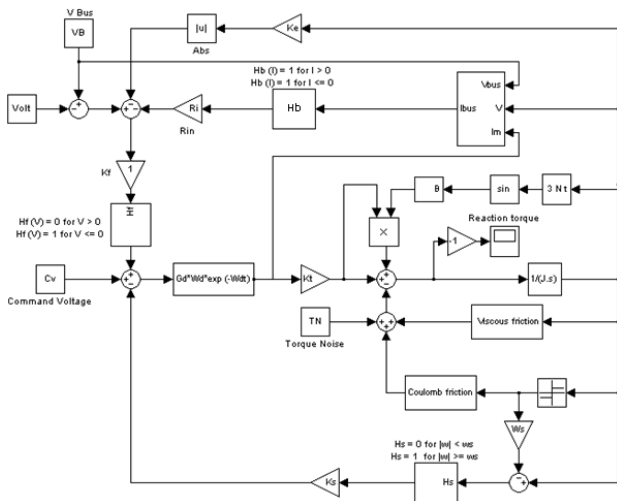 V Bus
VB
|u|
Abs
Ke
Volt
Hb (I) = 1 for I > 0
Hb (I) = 1 for I <= 0
Ri
Rin
Hb
Ibus
Vbus
V
Im
Kf
1
Hf
Hf (V) = 0 for V > 0
Hf (V) = 1 for V <= 0
B
sin
3 N t
Reaction torque
-1
Cv
Command Voltage
Gd*Wd*exp (-Wdt)
Kt
1/(J.s)
TN
Torque Noise
Viscous friction
Coulomb friction
Ws
Hs = 0 for |w| < ws
Hs = 1 for |w| >= ws
Ks
Hs